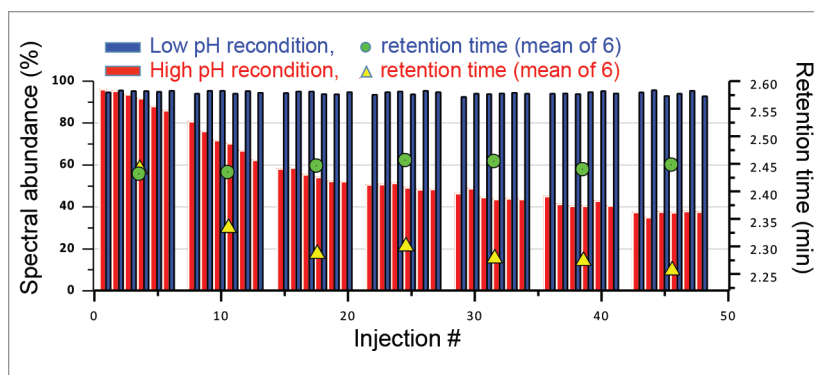 Low pH recondition, retention time (mean of 6)
High pH recondition, retention time (mean of 6)
Spectral abundance (%)
100
80
60
40
20
0
2.60
2.55
2.50
2.45
2.40
2.35
2.30
2.25
Retention time (min)
0 10 20 30 40 50
Injection #